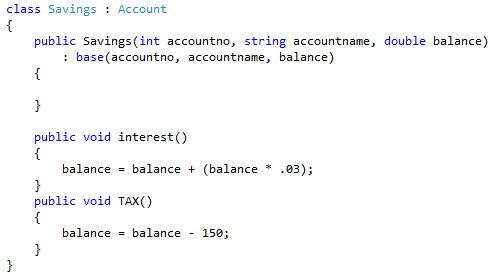 class Savings : Account
{
    public Savings(int accountno, string accountname, double balance)
        : base(accountno, accountname, balance)
    {

    }

    public void interest()
    {
        balance = balance + (balance * .03);
    }
    public void TAX()
    {
        balance = balance - 150;
    }
}